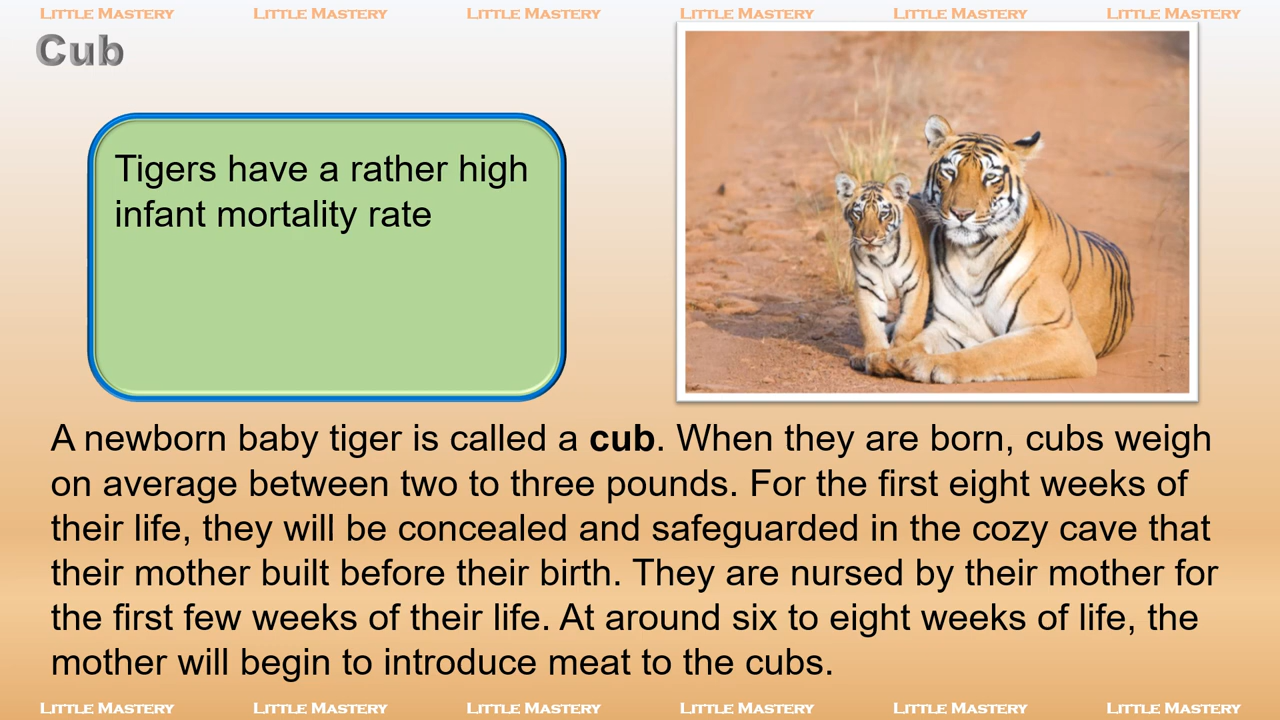 LITTLE MASTERY LITTLE MASTERY LITTLE MASTERY LITTLE MASTERY LITTLE MASTERY LITTLE MASTERY
Cub
Tigers have a rather high
infant mortality rate
A newborn baby tiger is called a cub. When they are born, cubs weigh
on average between two to three pounds. For the first eight weeks of
their life, they will be concealed and safeguarded in the cozy cave that
their mother built before their birth. They are nursed by their mother for
the first few weeks of their life. At around six to eight weeks of life, the
mother will begin to introduce meat to the cubs.
LITTLE MASTERY LITTLE MASTERY LITTLE MASTERY LITTLE MASTERY LITTLE MASTERY LITTLE MASTERY